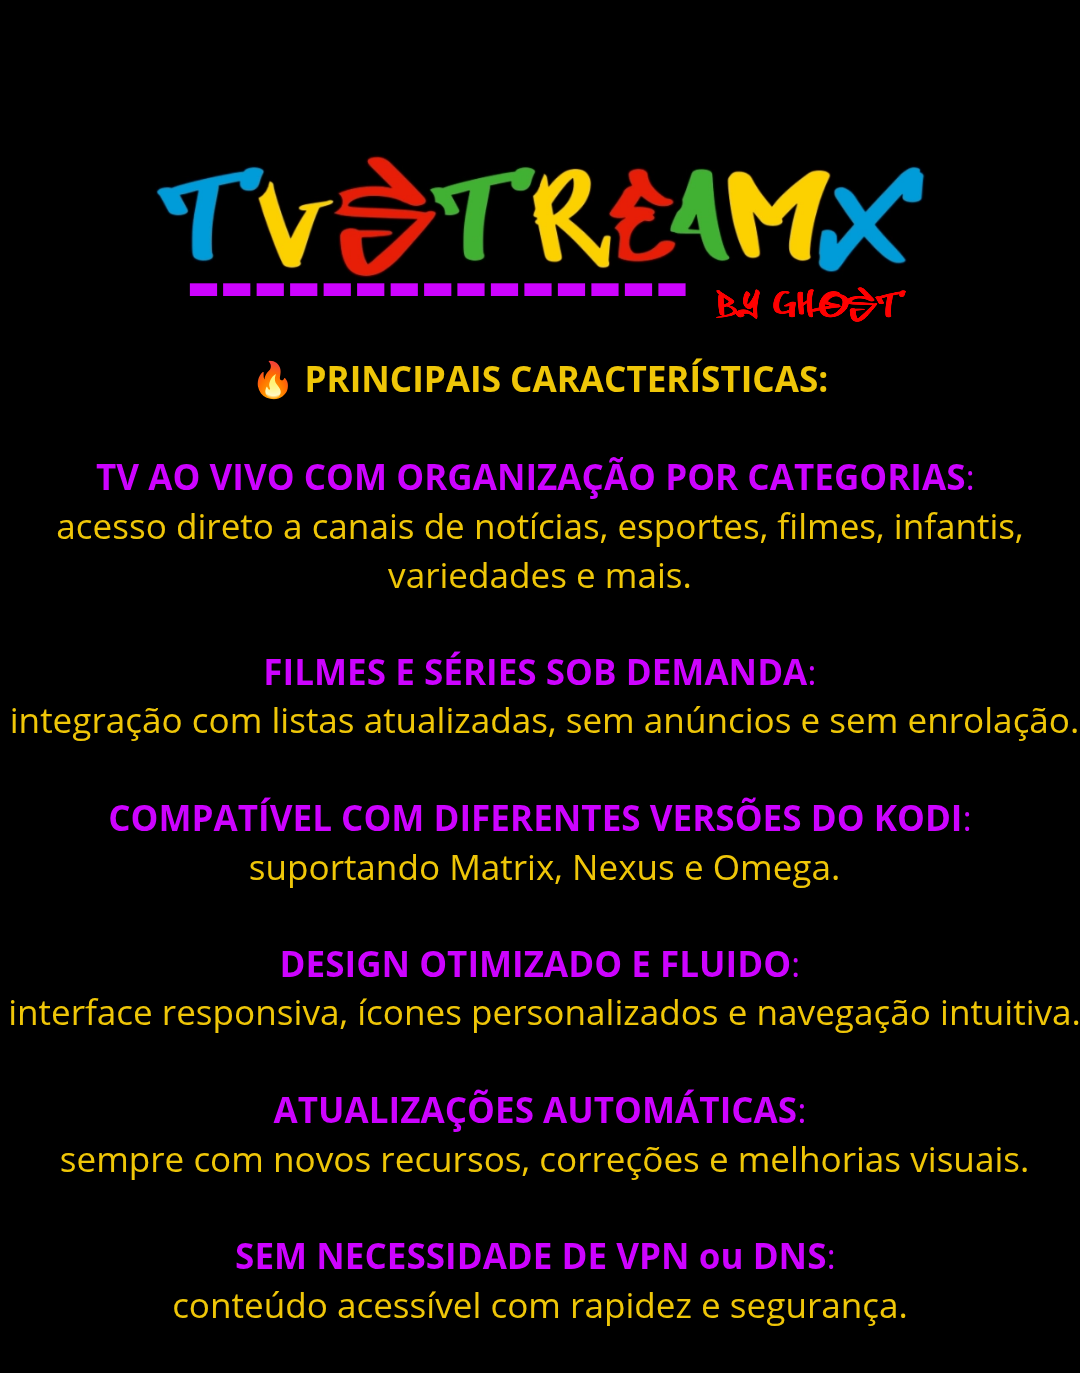 TVSTREAMX
BY GHOST
🔥 PRINCIPAIS CARACTERÍSTICAS:
TV AO VIVO COM ORGANIZAÇÃO POR CATEGORIAS:
acesso direto a canais de notícias, esportes, filmes, infantis,
variedades e mais.
FILMES E SÉRIES SOB DEMANDA:
integração com listas atualizadas, sem anúncios e sem enrolação.
COMPATÍVEL COM DIFERENTES VERSÕES DO KODI:
suportando Matrix, Nexus e Omega.
DESIGN OTIMIZADO E FLUIDO:
interface responsiva, ícones personalizados e navegação intuitiva.
ATUALIZAÇÕES AUTOMÁTICAS:
sempre com novos recursos, correções e melhorias visuais.
SEM NECESSIDADE DE VPN ou DNS:
conteúdo acessível com rapidez e segurança.